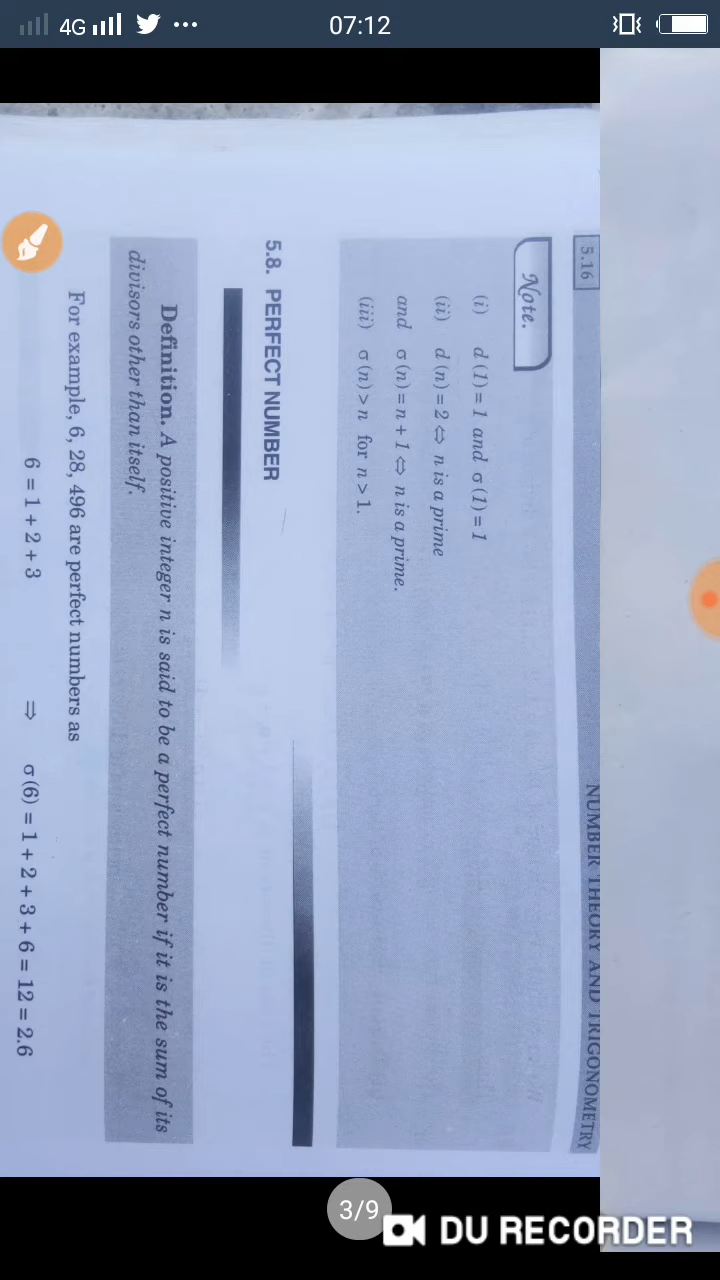 4G
07:12
5.16
NUMBER THEORY AND TRIGONOMETRY
Note.
(i) d (1) = 1 and σ (1) = 1
(ii) d (n) = 2 ⇔ n is a prime
and σ (n) = n + 1 ⇔ n is a prime.
(iii) σ (n) > n for n > 1.
5.8. PERFECT NUMBER
Definition. A positive integer n is said to be a perfect number if it is the sum of its
divisors other than itself.
For example, 6, 28, 496 are perfect numbers as
6 = 1 + 2 + 3 ⇒ σ (6) = 1 + 2 + 3 + 6 = 12 = 2.6
3/9
DU RECORDER